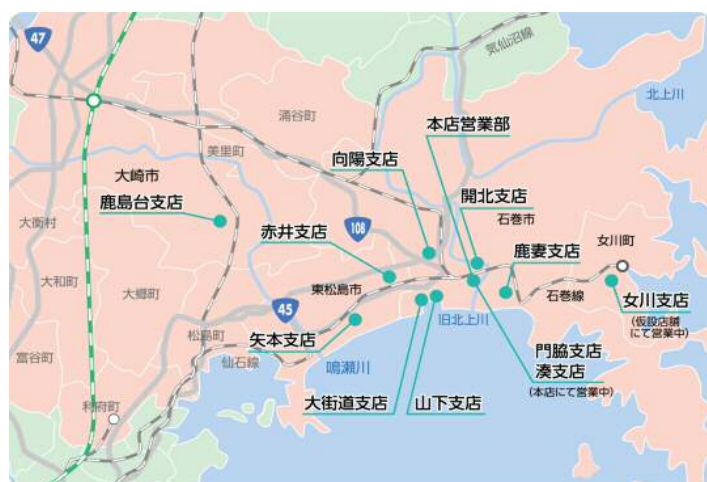 47
気仙沼線
北上川
涌谷町
本店営業部
美里町
向陽支店
大崎市
開北支店
鹿島台支店
石巻市
大衡村
108
赤井支店
鹿妻支店
女川町
大和町
大郷町
東松島市
石巻線
女川支店
(仮設店舗
にて営業中)
45
旧北上川
松島町
矢本支店
富谷町
仙石線
鳴瀬川
門脇支店
湊支店
(本店にて営業中)
大街道支店
山下支店
利府町